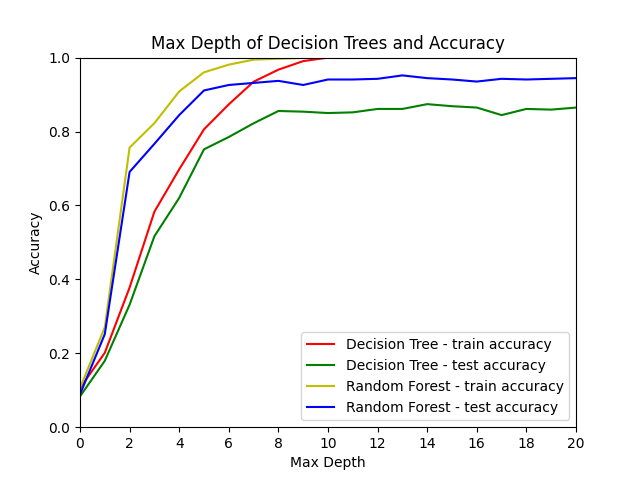 Max Depth of Decision Trees and Accuracy
1.0
0.8
0.6
0.4
0.2
0.0
Accuracy
0 2 4 6 8 10 12 14 16 18 20
Max Depth
Decision Tree - train accuracy
Decision Tree - test accuracy
Random Forest - train accuracy
Random Forest - test accuracy